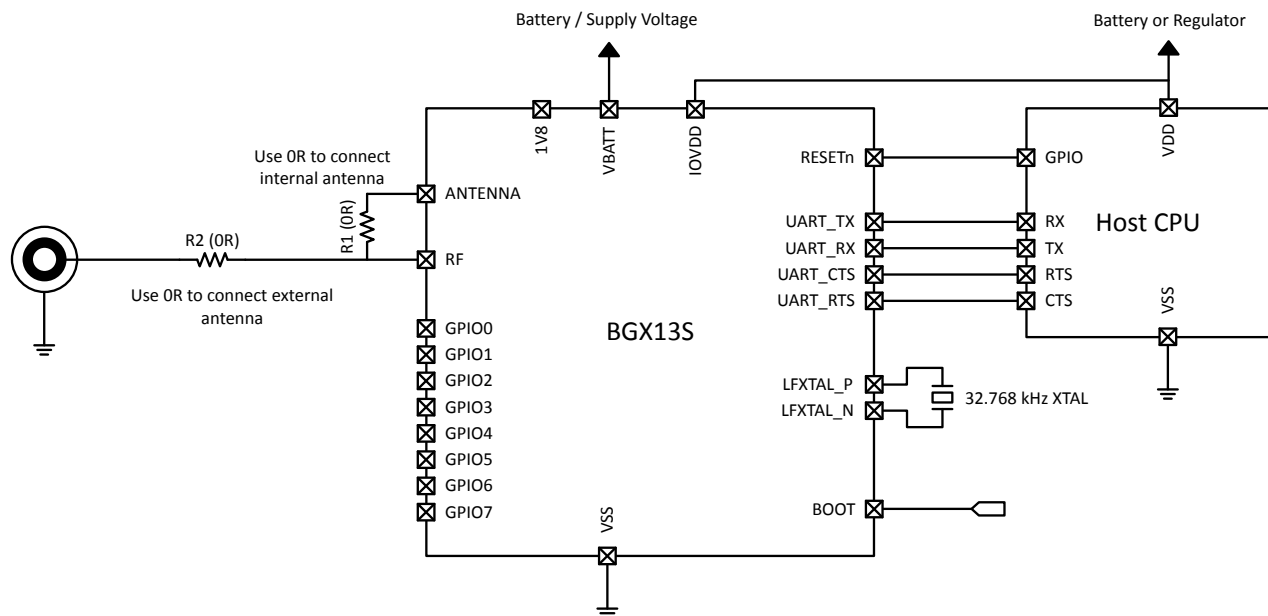 Battery / Supply Voltage
Battery or Regulator
1V8
VBATT
IOVDD
VDD
Use 0R to connect
internal antenna
RESETn
GPIO
ANTENNA
R1 (0R)
UART_TX
RX
Host CPU
R2 (0R)
UART_RX
TX
RF
UART_CTS
RTS
Use 0R to connect external
antenna
UART_RTS
CTS
VSS
GPIO0
BGX13S
GPIO1
GPIO2
LFXTAL_P
GPIO3
LFXTAL_N
32.768 kHz XTAL
GPIO4
GPIO5
GPIO6
GPIO7
BOOT
VSS